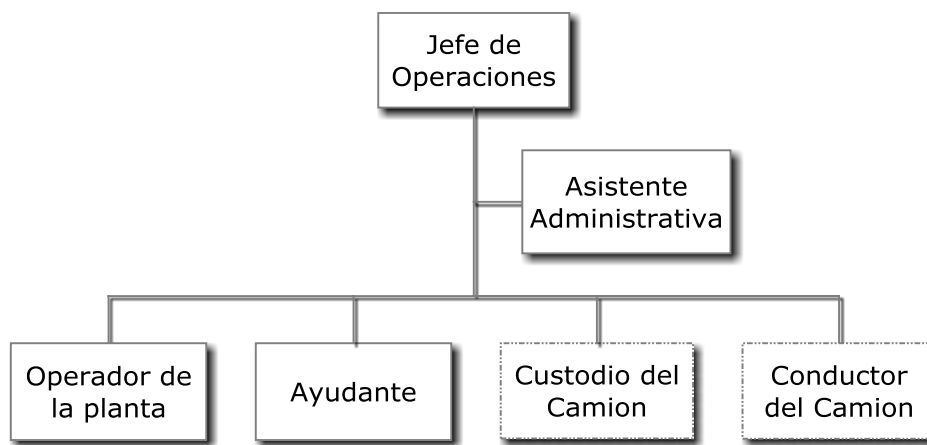 Jefe de
Operaciones
Asistente
Administrativa
Operador de
la planta
Ayudante
Custodio del
Camion
Conductor
del Camion